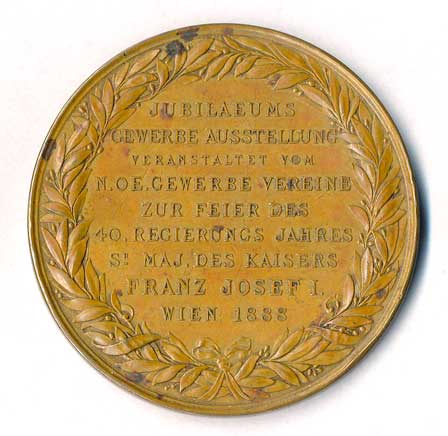 JUBILAEUMS
GEWERBE AUSSTELLUNG
VERANSTALTET VOM
N.OE.GEWERBE VEREINE
ZUR FEIER DES
40. REGIERUNGS JAHRES
SR MAJ. DES KAISERS
FRANZ JOSEF I.
WIEN 1888